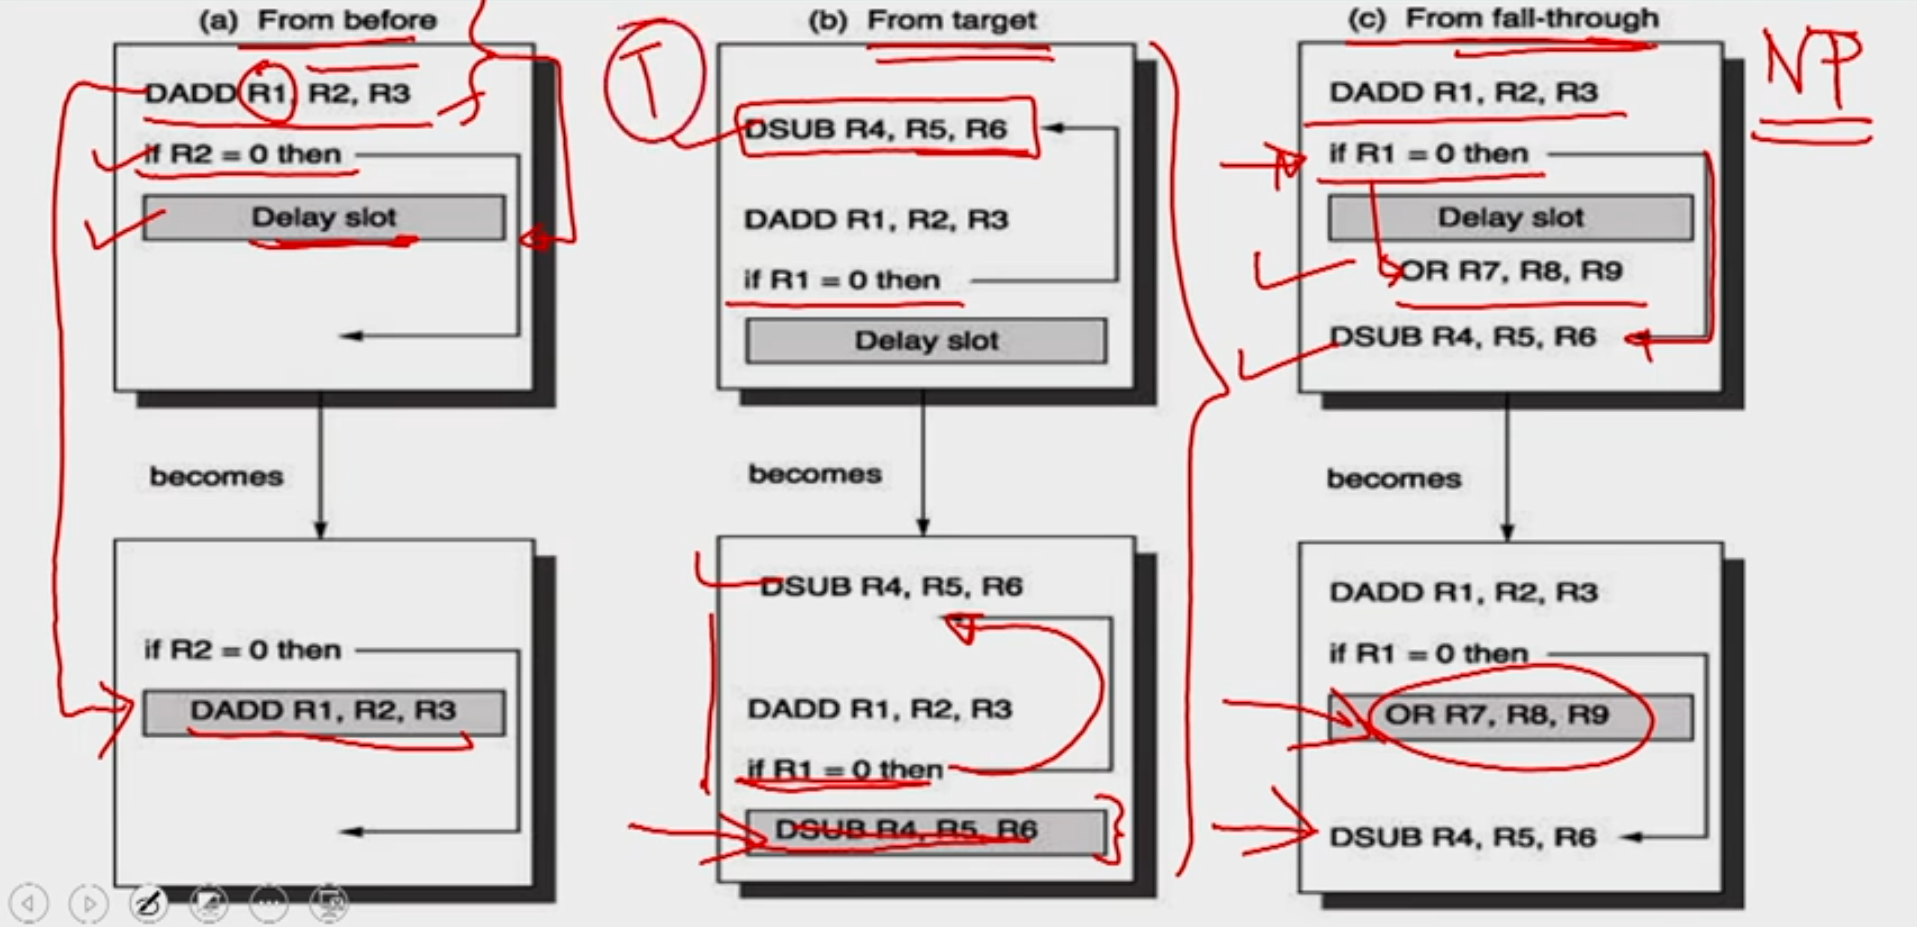 (a) From before
DADD R1, R2, R3
if R2 = 0 then
Delay slot
becomes
if R2 = 0 then
DADD R1, R2, R3
(b) From target
T
DSUB R4, R5, R6
DADD R1, R2, R3
if R1 = 0 then
Delay slot
becomes
DSUB R4, R5, R6
DADD R1, R2, R3
if R1 = 0 then
DSUB R4, R5, R6
(c) From fall-through
NP
DADD R1, R2, R3
if R1 = 0 then
Delay slot
OR R7, R8, R9
DSUB R4, R5, R6
becomes
DADD R1, R2, R3
if R1 = 0 then
OR R7, R8, R9
DSUB R4, R5, R6